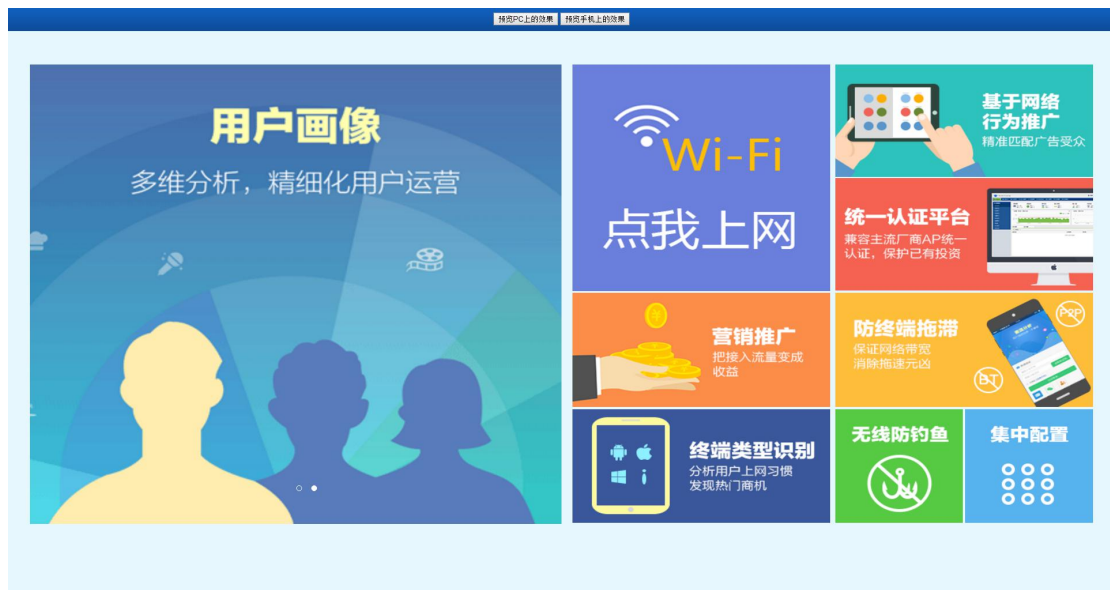 预览PC上的效果 预览手机上的效果
用户画像
多维分析，精细化用户运营
Wi-Fi
点我上网
基于网络
行为推广
精准匹配广告受众
统一认证平台
兼容主流厂商AP统一
认证，保护已有投资
营销推广
把接入流量变成
收益
防终端拖滞
保证网络带宽
消除拖速元凶
P2P
BT
终端类型识别
分析用户上网习惯
发现热门商机
无线防钓鱼
集中配置